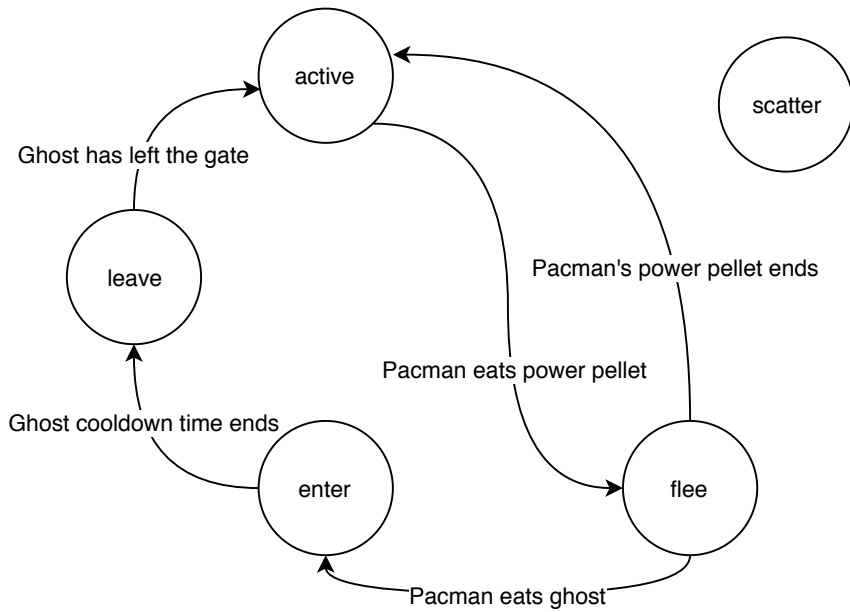 active
scatter
Ghost has left the gate
leave
Pacman's power pellet ends
Pacman eats power pellet
Ghost cooldown time ends
enter
flee
Pacman eats ghost